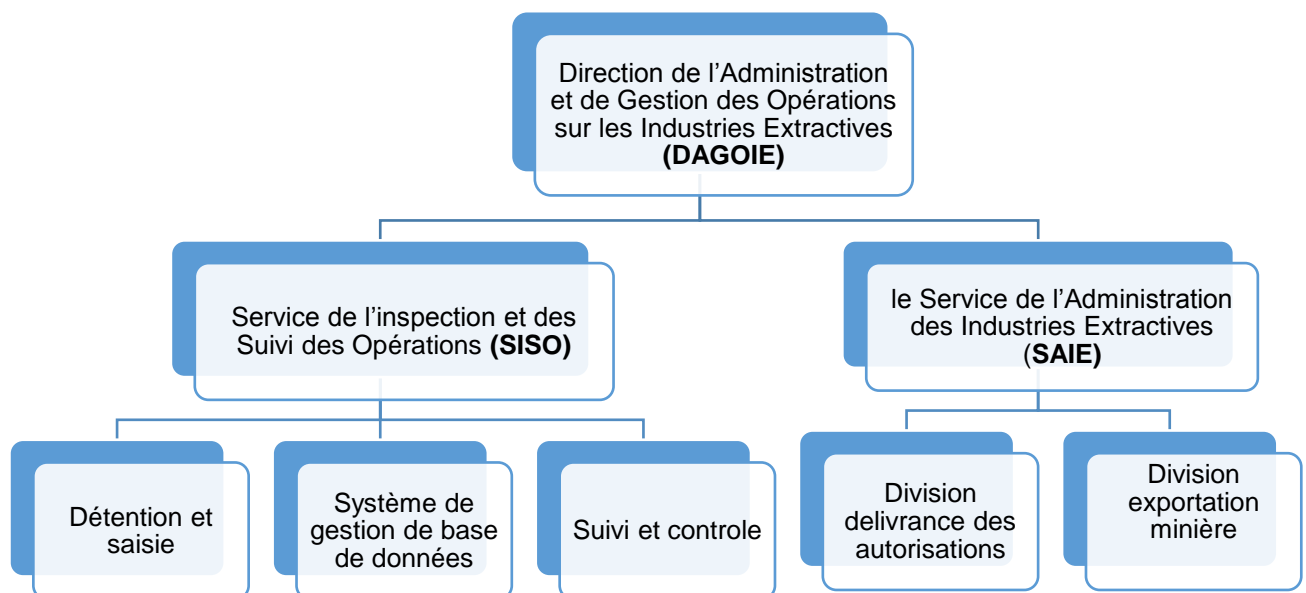 Direction de l’Administration
et de Gestion des Opérations
sur les Industries Extractives
(DAGOIE)
Service de l’inspection et des
Suivi des Opérations (SISO)
le Service de l’Administration
des Industries Extractives
(SAIE)
Détention et
saisie
Système de
gestion de base
de données
Suivi et controle
Division
delivrance des
autorisations
Division
exportation
minière